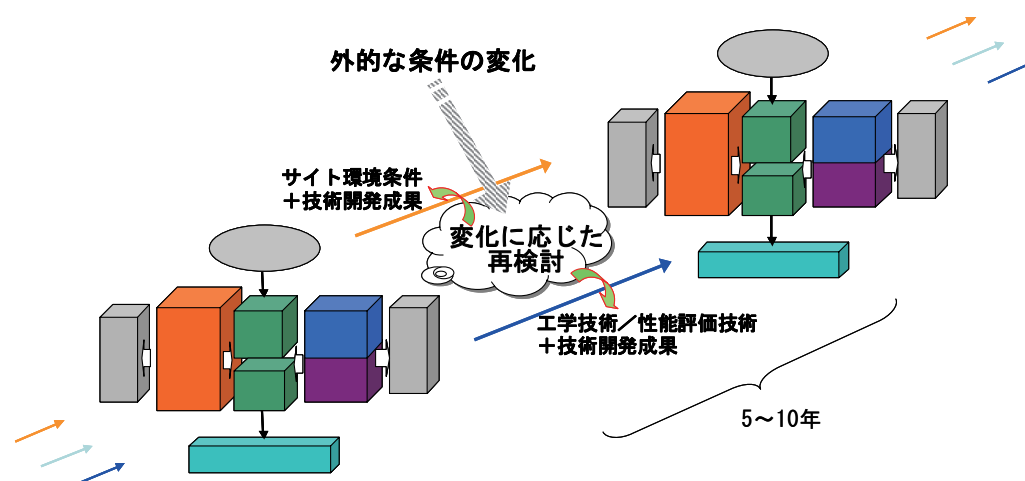 外的な条件の変化
サイト環境条件
＋技術開発成果
変化に応じた
再検討
工学技術／性能評価技術
＋技術開発成果
5～10年